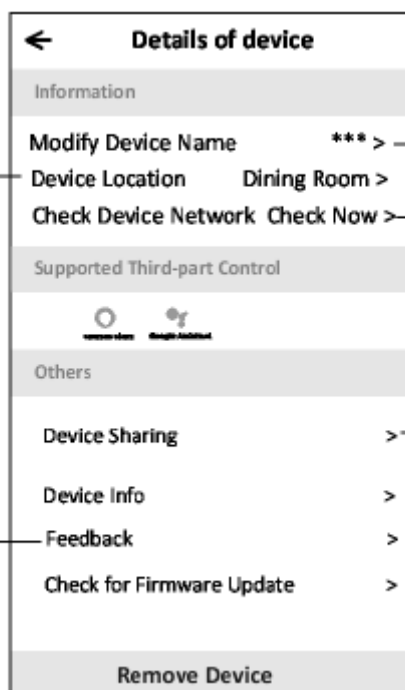 ← Details of device
Information
Modify Device Name *** >
Device Location Dining Room >
Check Device Network Check Now >
Supported Third-part Control
Others
Device Sharing >
Device Info >
Feedback >
Check for Firmware Update >
Remove Device